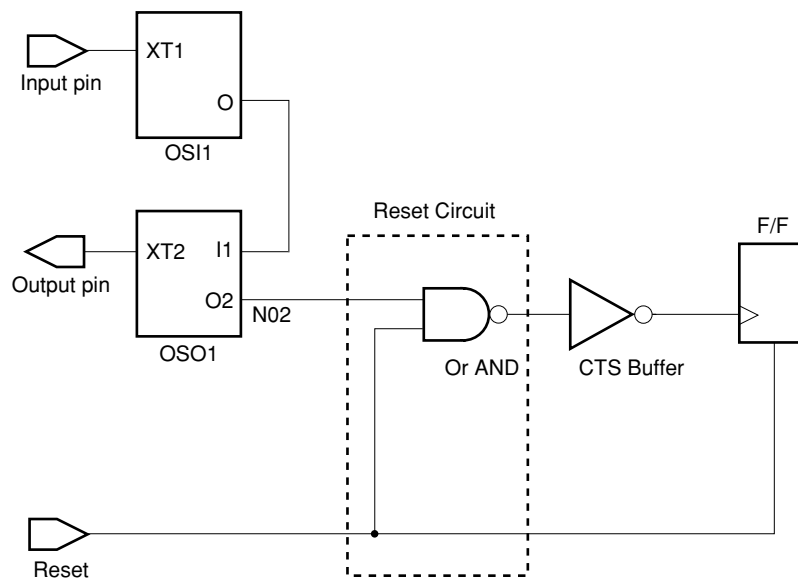 XT1
Input pin
O
OSI1
Reset Circuit
F/F
XT2
I1
Output pin
O2
N02
OSO1
Or AND
CTS Buffer
Reset